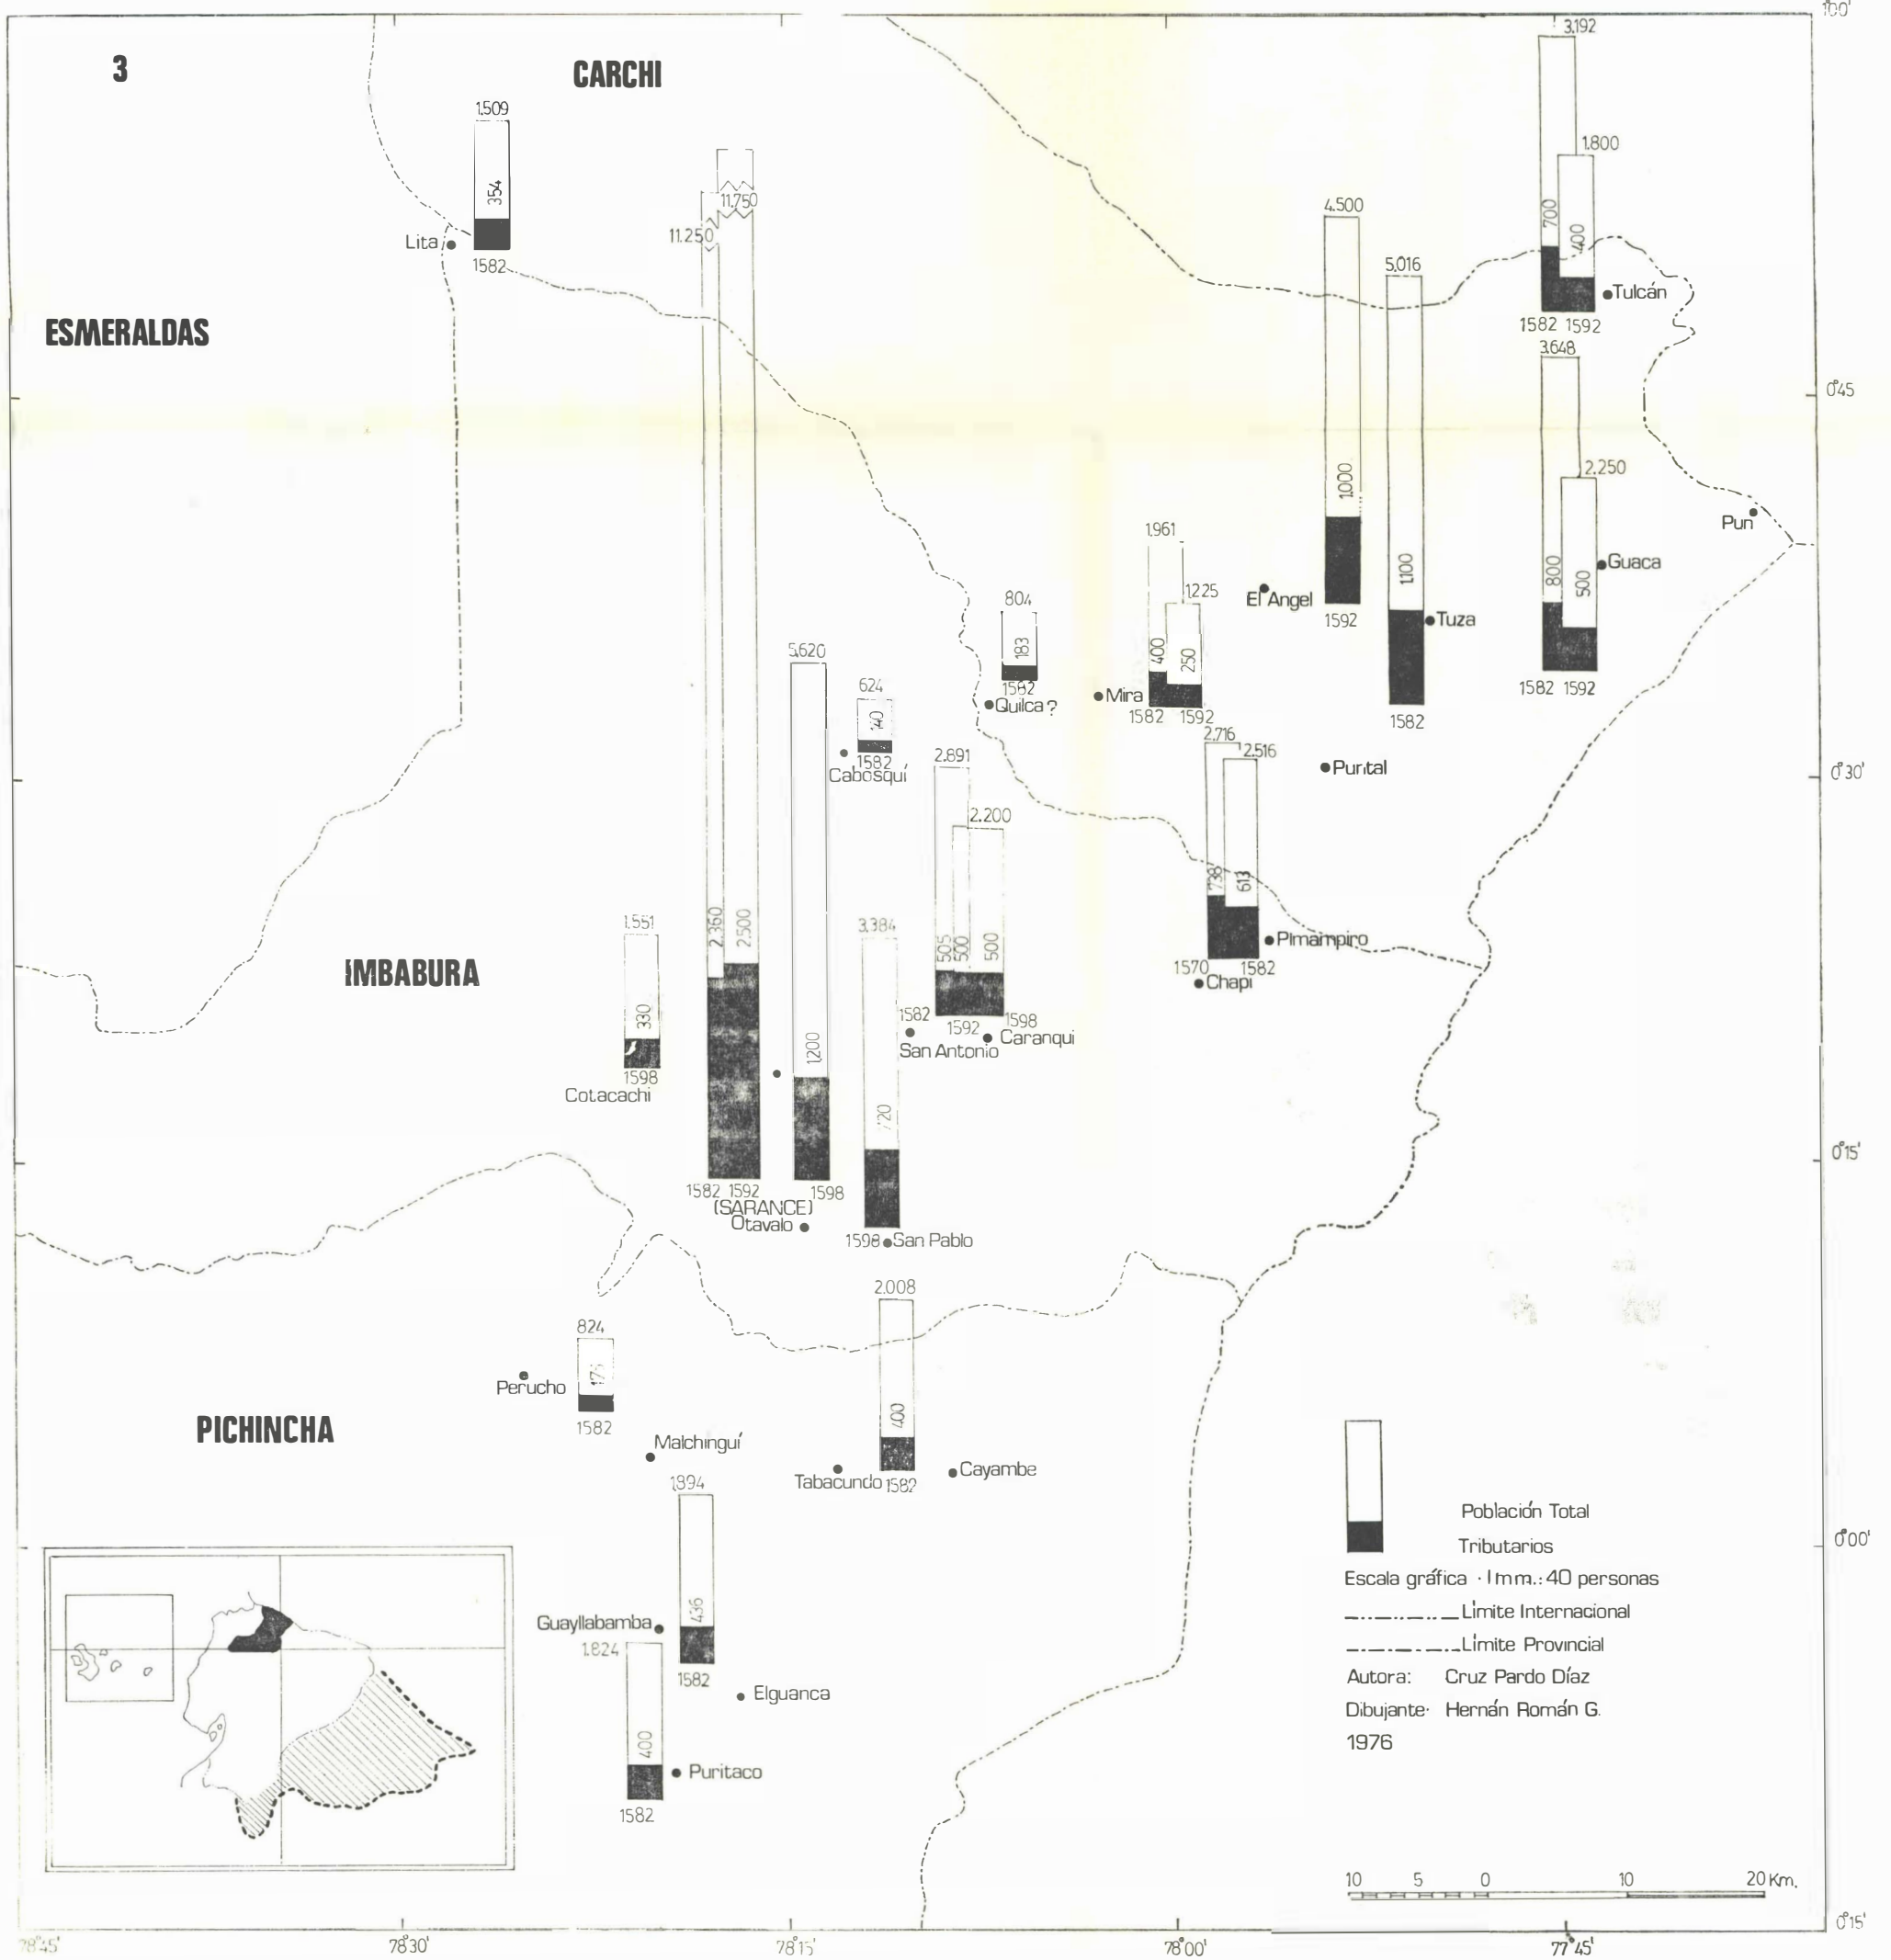 1°00'
3
CARCHI
3.192
1.800
700
400
Tulcán
1582 1592
1.509
354
Lita
1582
11.750
11.250
4.500
1.000
1592
5.016
1.100
1582
ESMERALDAS
3.648
2.250
800
500
Guaca
1582 1592
0°45
Pun
1.961
1.225
400
250
Mira
1582 1592
El Angel
Tuza
804
183
1582
Quilca?
5.620
1.200
1598
624
140
1582
Cabosquí
2.716
2.516
738
613
1570 1582
Pimampiro
Chapi
Purital
0°30'
2.891
2.200
505
500
500
1582
1592
1598
San Antonio
Caranqui
IMBABURA
1.551
330
1598
Cotacachi
2.360
2.500
1582 1592
(SARANCE)
Otavalo
3.384
720
1598
San Pablo
0°15'
824
1582
Perucho
2.008
400
1582
Tabacundo
Cayambe
PICHINCHA
Malchinguí
1.894
436
1582
Guayllabamba
1.824
400
1582
Elguanca
Puritaco
Población Total
Tributarios
0°00'
Escala gráfica · 1 mm.: 40 personas
Límite Internacional
Límite Provincial
Autora: Cruz Pardo Díaz
Dibujante· Hernán Román G.
1976
10 5 0 10 20 Km.
0°15'
78°45' 78°30' 78°15' 78°00' 77°45'